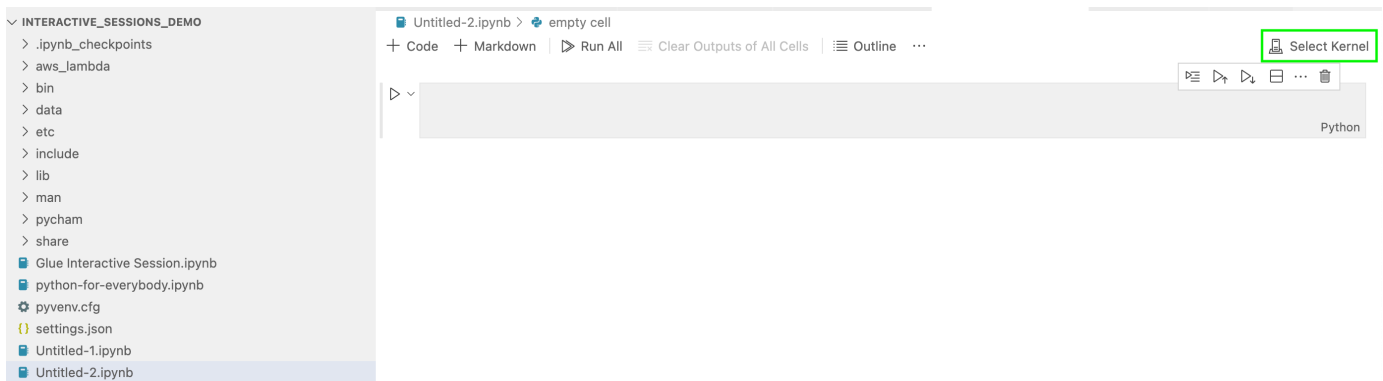 INTERACTIVE_SESSIONS_DEMO
.ipynb_checkpoints
aws_lambda
bin
data
etc
include
lib
man
pycham
share
Glue Interactive Session.ipynb
python-for-everybody.ipynb
pyvenv.cfg
settings.json
Untitled-1.ipynb
Untitled-2.ipynb
Untitled-2.ipynb > empty cell
+ Code + Markdown Run All Clear Outputs of All Cells Outline ... Select Kernel
Python